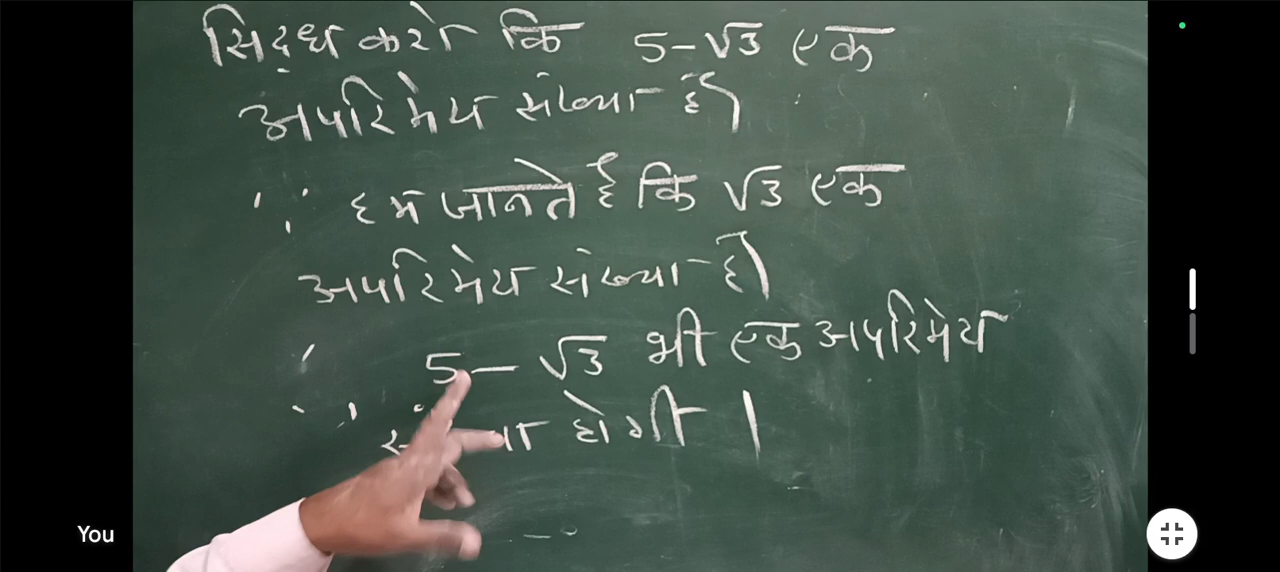 सिद्ध करो कि 5-√3 एक
अपरिमेय संख्या है।
∵ हम जानते है कि √3 एक
अपरिमेय संख्या है।
∴ 5-√3 भी एक अपरिमेय
होगी।
You